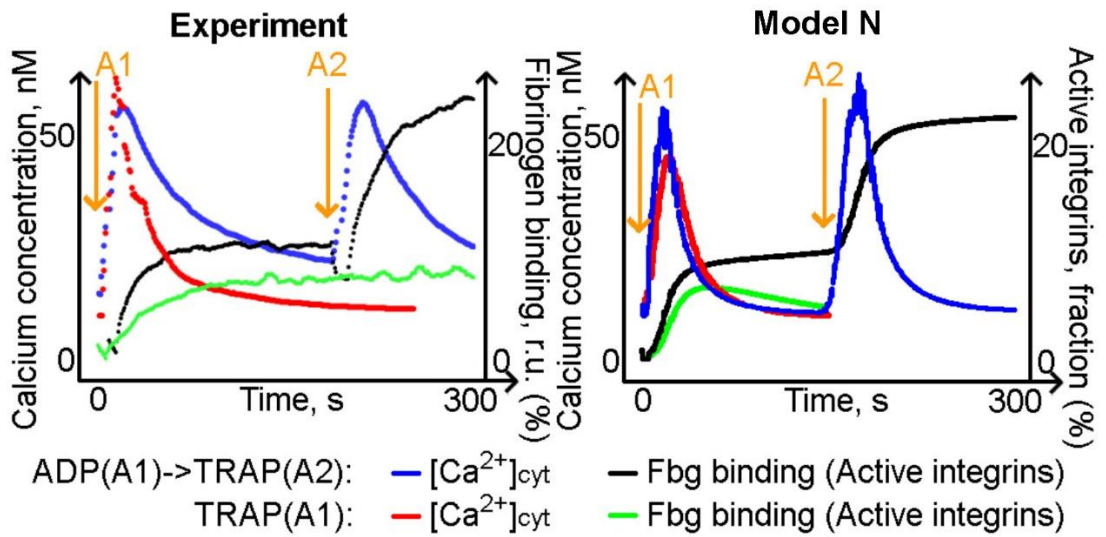 Experiment
Model N
Calcium concentration, nM
50
0
A1
A2
Fibrinogen binding, r.u. (%)
20
0
0
Time, s
300
Calcium concentration, nM
50
0
A1
A2
Active integrins, fraction (%)
20
0
0
Time, s
300
ADP(A1)->TRAP(A2): [Ca2+]cyt Fbg binding (Active integrins)
TRAP(A1): [Ca2+]cyt Fbg binding (Active integrins)